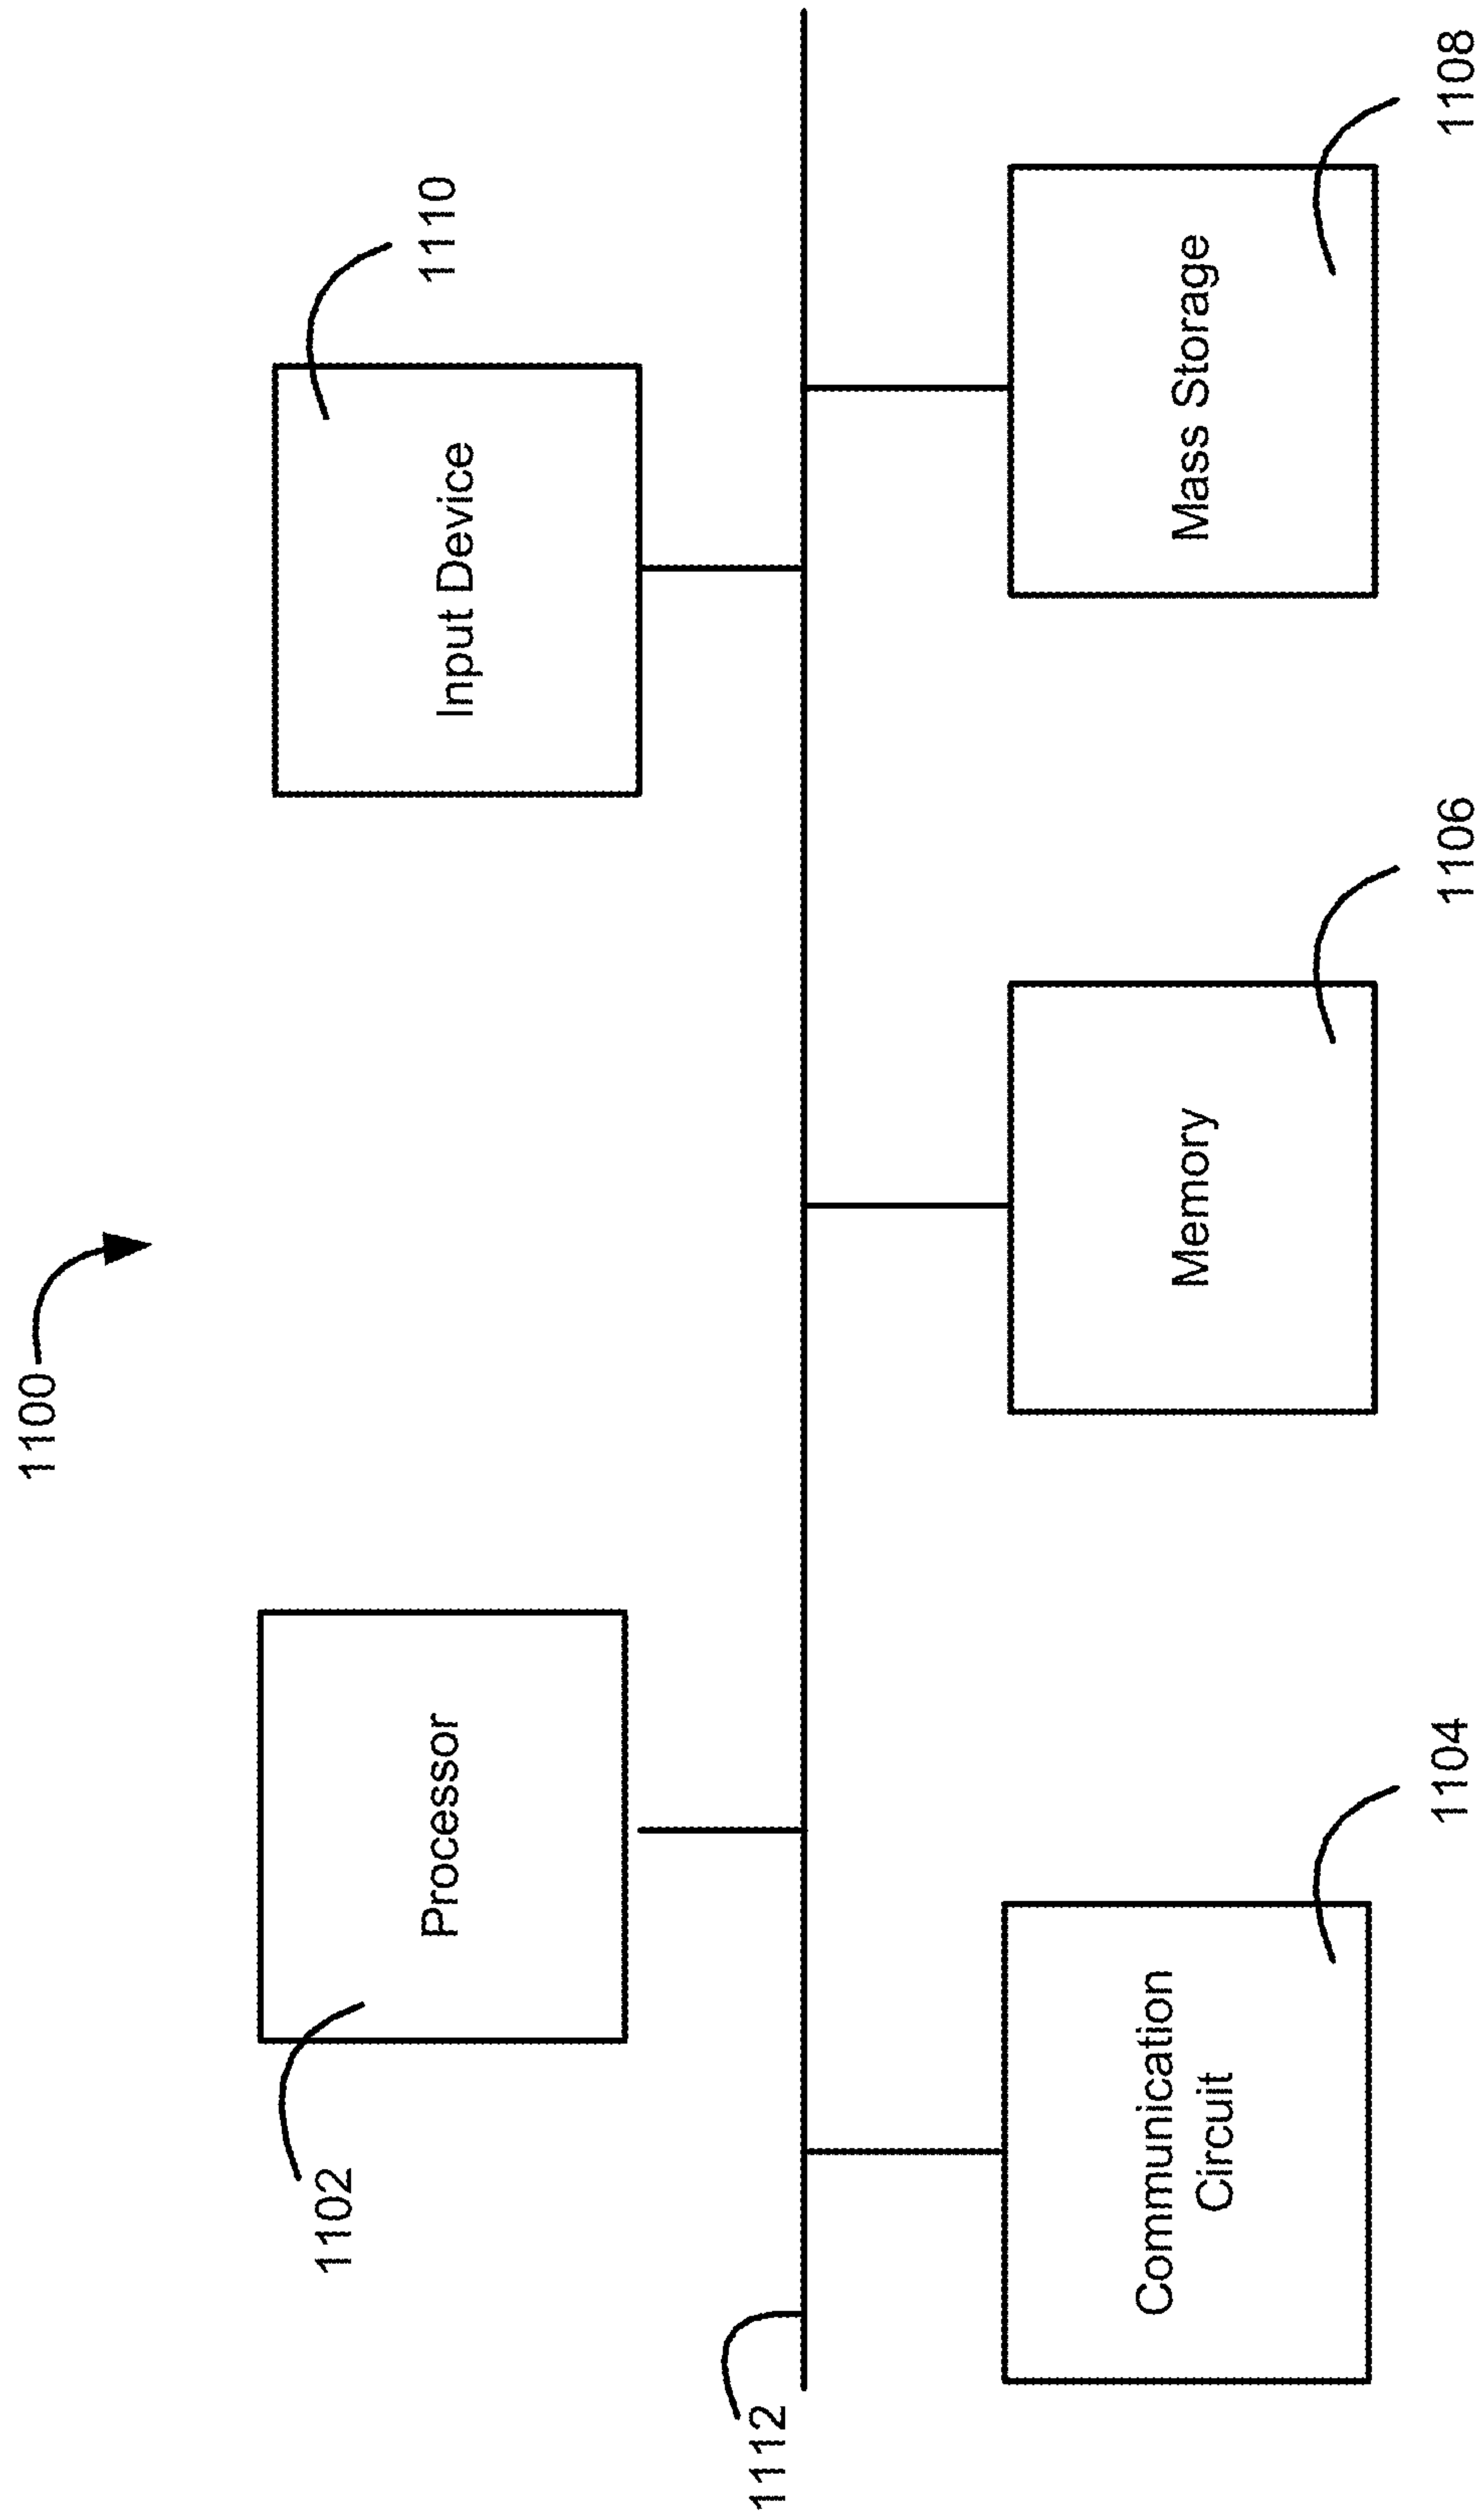 1100
1110
Input Device
1102
Processor
1112
Communication
Circuit
1104
Memory
1106
Mass Storage
1108